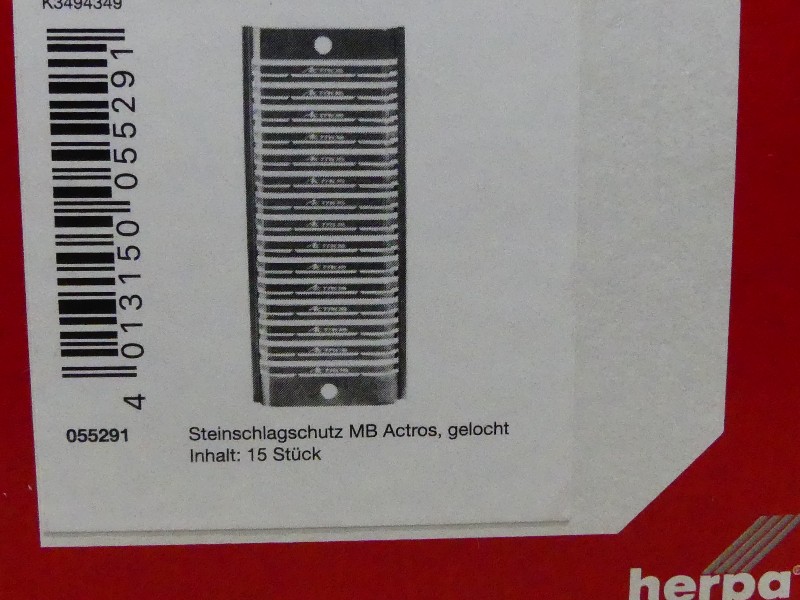 K3494349
4 013150 055291
055291
Steinschlagschutz MB Actros, gelocht
Inhalt: 15 Stück
herpa